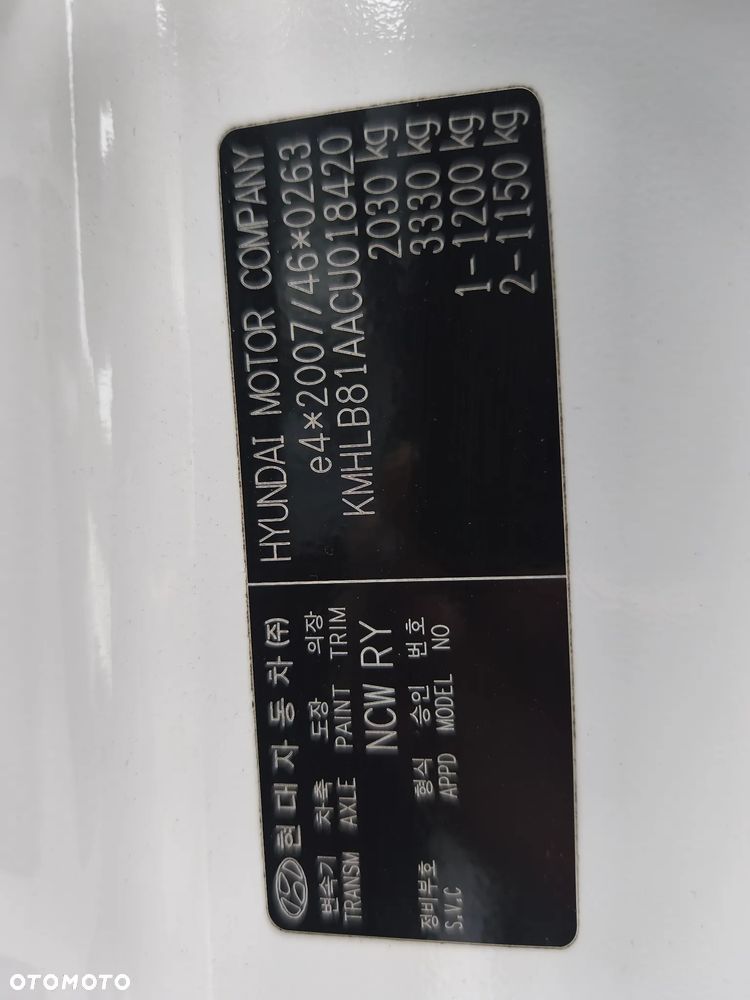 현대자동차(주)
변속기 차축 도장 의장
TRANSM AXLE PAINT TRIM
NCW RY
정비부호 형식 승인 번호
S.V.C APPD MODEL NO
HYUNDAI MOTOR COMPANY
e4*2007/46*0263
KMHLB81AACU018420
2030 kg
3330 kg
1-1200 kg
2-1150 kg
OTOMOTO